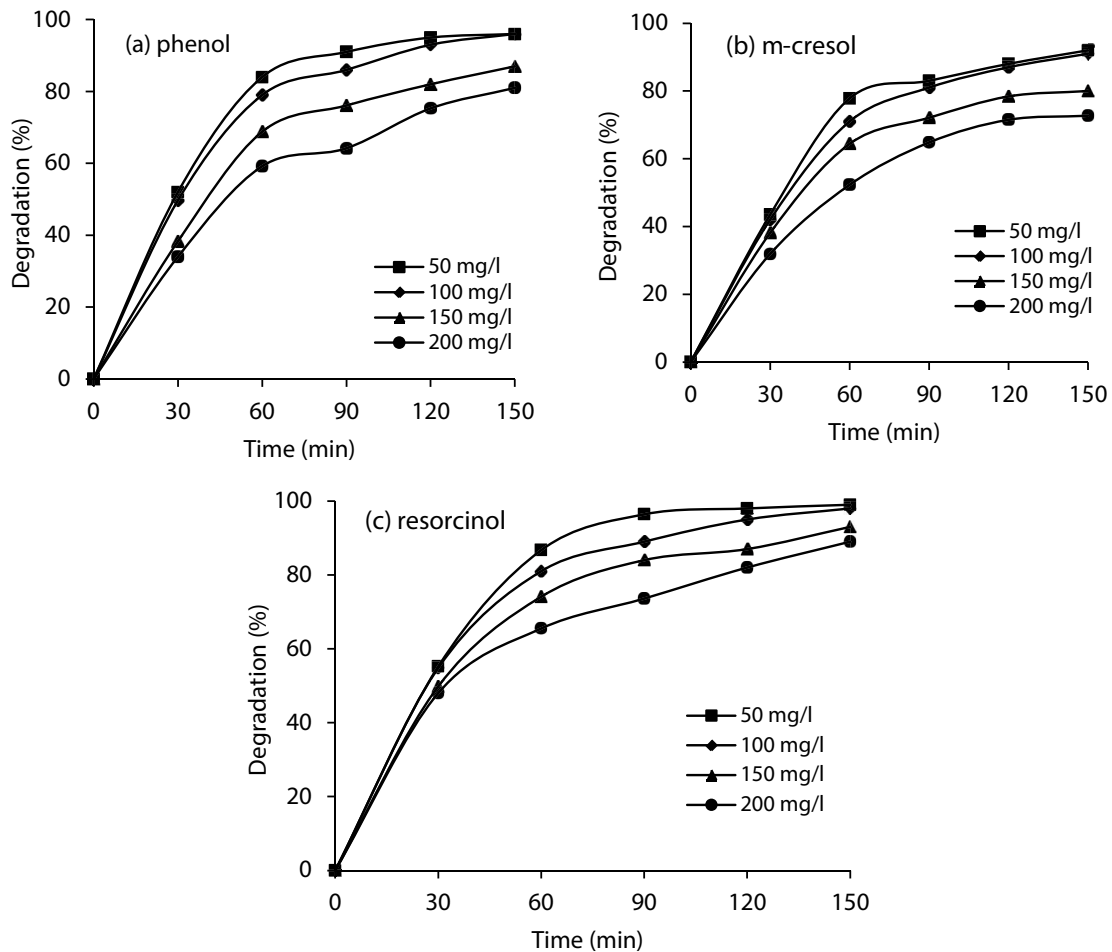 (a) phenol
Degradation (%)
100
80
60
40
20
0
50 mg/l
100 mg/l
150 mg/l
200 mg/l
0 30 60 90 120 150
Time (min)
(b) m-cresol
Degradation (%)
100
80
60
40
20
0
50 mg/l
100 mg/l
150 mg/l
200 mg/l
0 30 60 90 120 150
Time (min)
(c) resorcinol
Degradation (%)
100
80
60
40
20
0
50 mg/l
100 mg/l
150 mg/l
200 mg/l
0 30 60 90 120 150
Time (min)